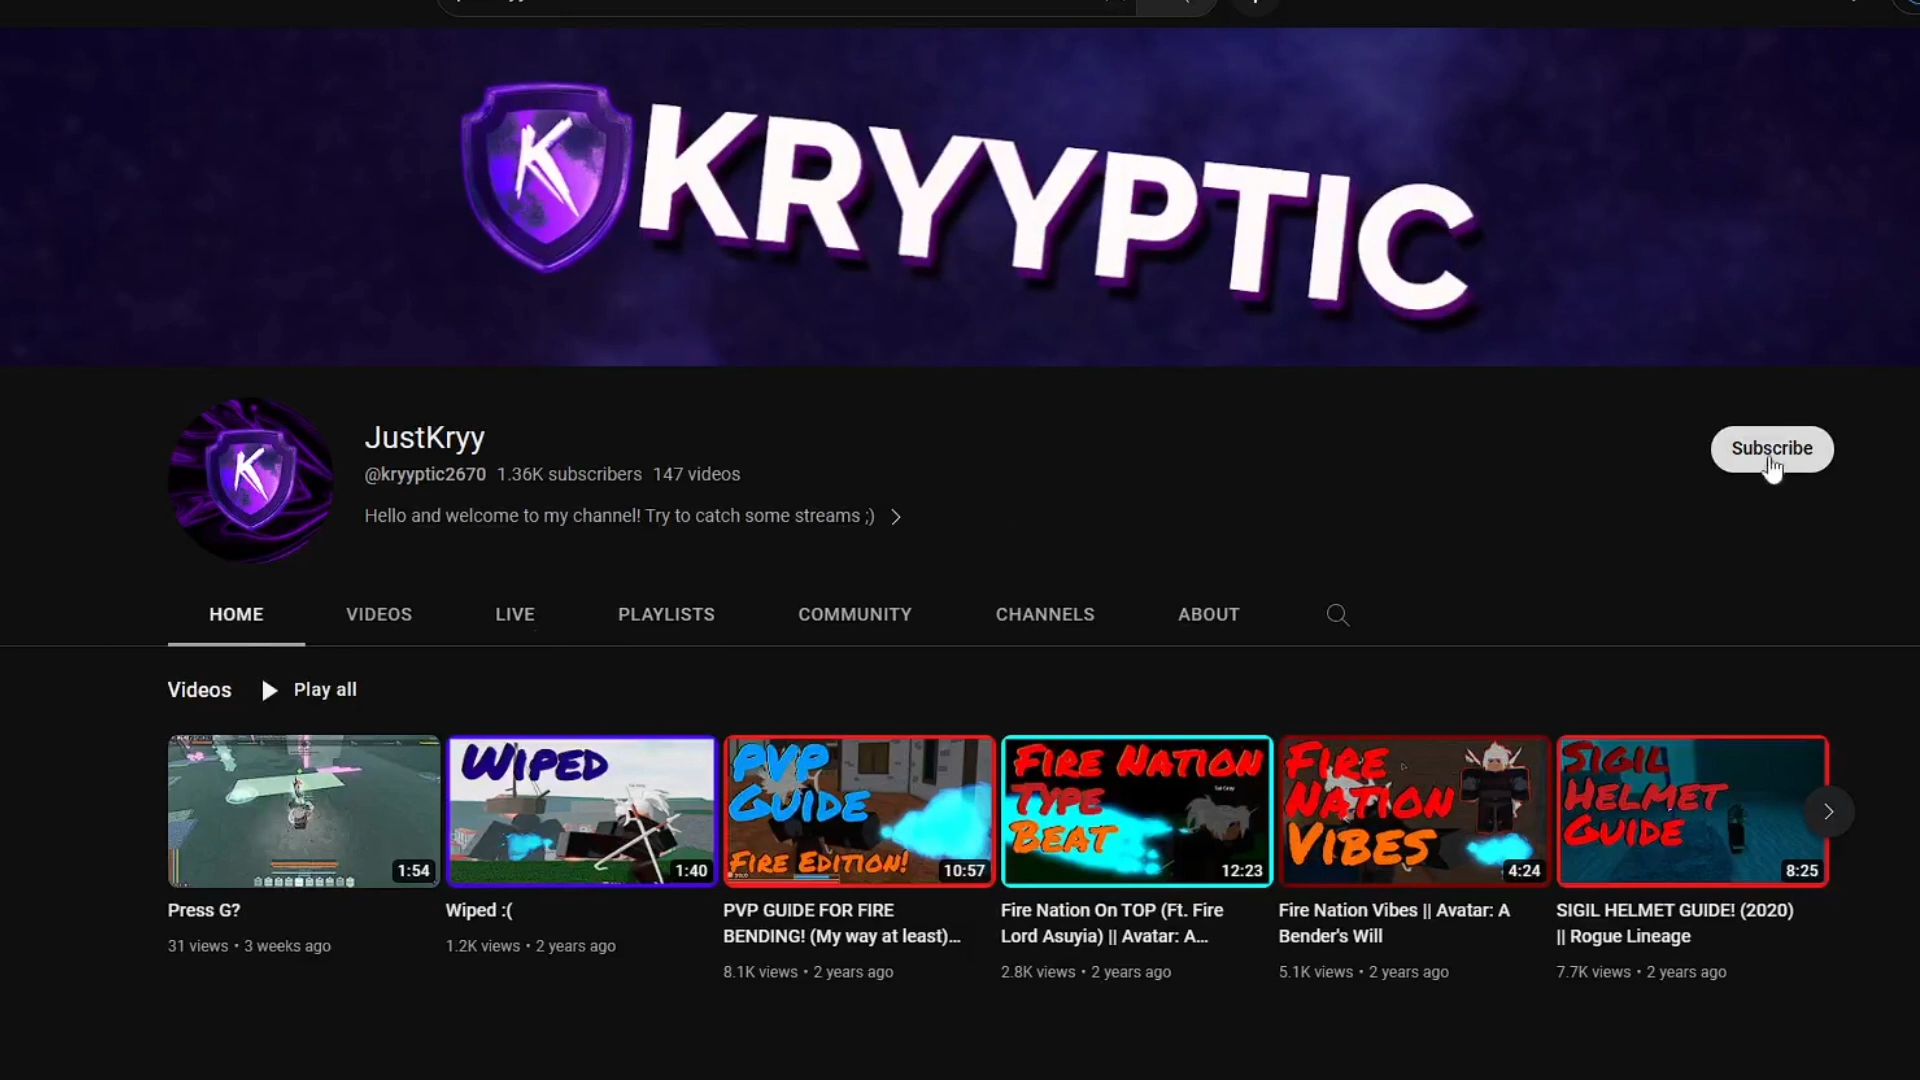 K KRYYPTIC
K
JustKryy
@kryyptic2670 1.36K subscribers 147 videos
Subscribe
Hello and welcome to my channel! Try to catch some streams ;)
HOME VIDEOS LIVE PLAYLISTS COMMUNITY CHANNELS ABOUT
Videos Play all
1:54
WIPED
1:40
PVP
GUIDE
FIRE EDITION!
10:57
FIRE NATION
TYPE
BEAT
12:23
FIRE
NATION
VIBES
4:24
SIGIL
HELMET
GUIDE
8:25
Press G?
31 views • 3 weeks ago
Wiped :(
1.2K views • 2 years ago
PVP GUIDE FOR FIRE
BENDING! (My way at least)...
8.1K views • 2 years ago
Fire Nation On TOP (Ft. Fire
Lord Asuyia) || Avatar: A...
2.8K views • 2 years ago
Fire Nation Vibes || Avatar: A
Bender's Will
5.1K views • 2 years ago
SIGIL HELMET GUIDE! (2020)
|| Rogue Lineage
7.7K views • 2 years ago